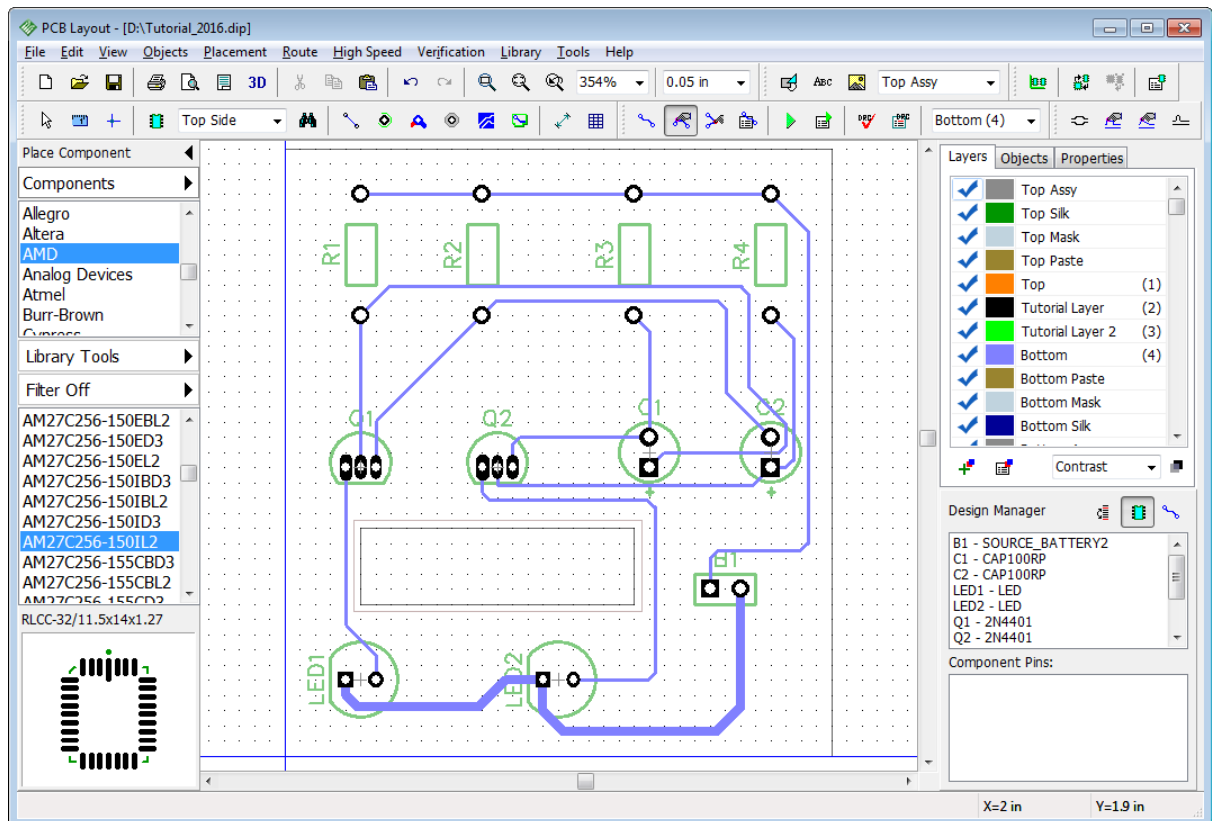 PCB Layout - [D:\Tutorial_2016.dip]
File Edit View Objects Placement Route High Speed Verification Library Tools Help
3D 354% 0.05 in ABC Top Assy
Top Side DRC DRC Bottom (4)
Place Component
Components
Allegro
Altera
AMD
Analog Devices
Atmel
Burr-Brown
Cypress
Library Tools
Filter Off
AM27C256-150EBL2
AM27C256-150ED3
AM27C256-150EL2
AM27C256-150IBD3
AM27C256-150IBL2
AM27C256-150ID3
AM27C256-150IL2
AM27C256-155CBD3
AM27C256-155CBL2
AM27C256-155CD3
RLCC-32/11.5x14x1.27
R1 R2 R3 R4
Q1 Q2 C1 C2
+ +
B1
LED1 LED2
Layers Objects Properties
Top Assy
Top Silk
Top Mask
Top Paste
Top (1)
Tutorial Layer (2)
Tutorial Layer 2 (3)
Bottom (4)
Bottom Paste
Bottom Mask
Bottom Silk
Contrast
Design Manager
B1 - SOURCE_BATTERY2
C1 - CAP100RP
C2 - CAP100RP
LED1 - LED
LED2 - LED
Q1 - 2N4401
Q2 - 2N4401
Component Pins:
X=2 in Y=1.9 in